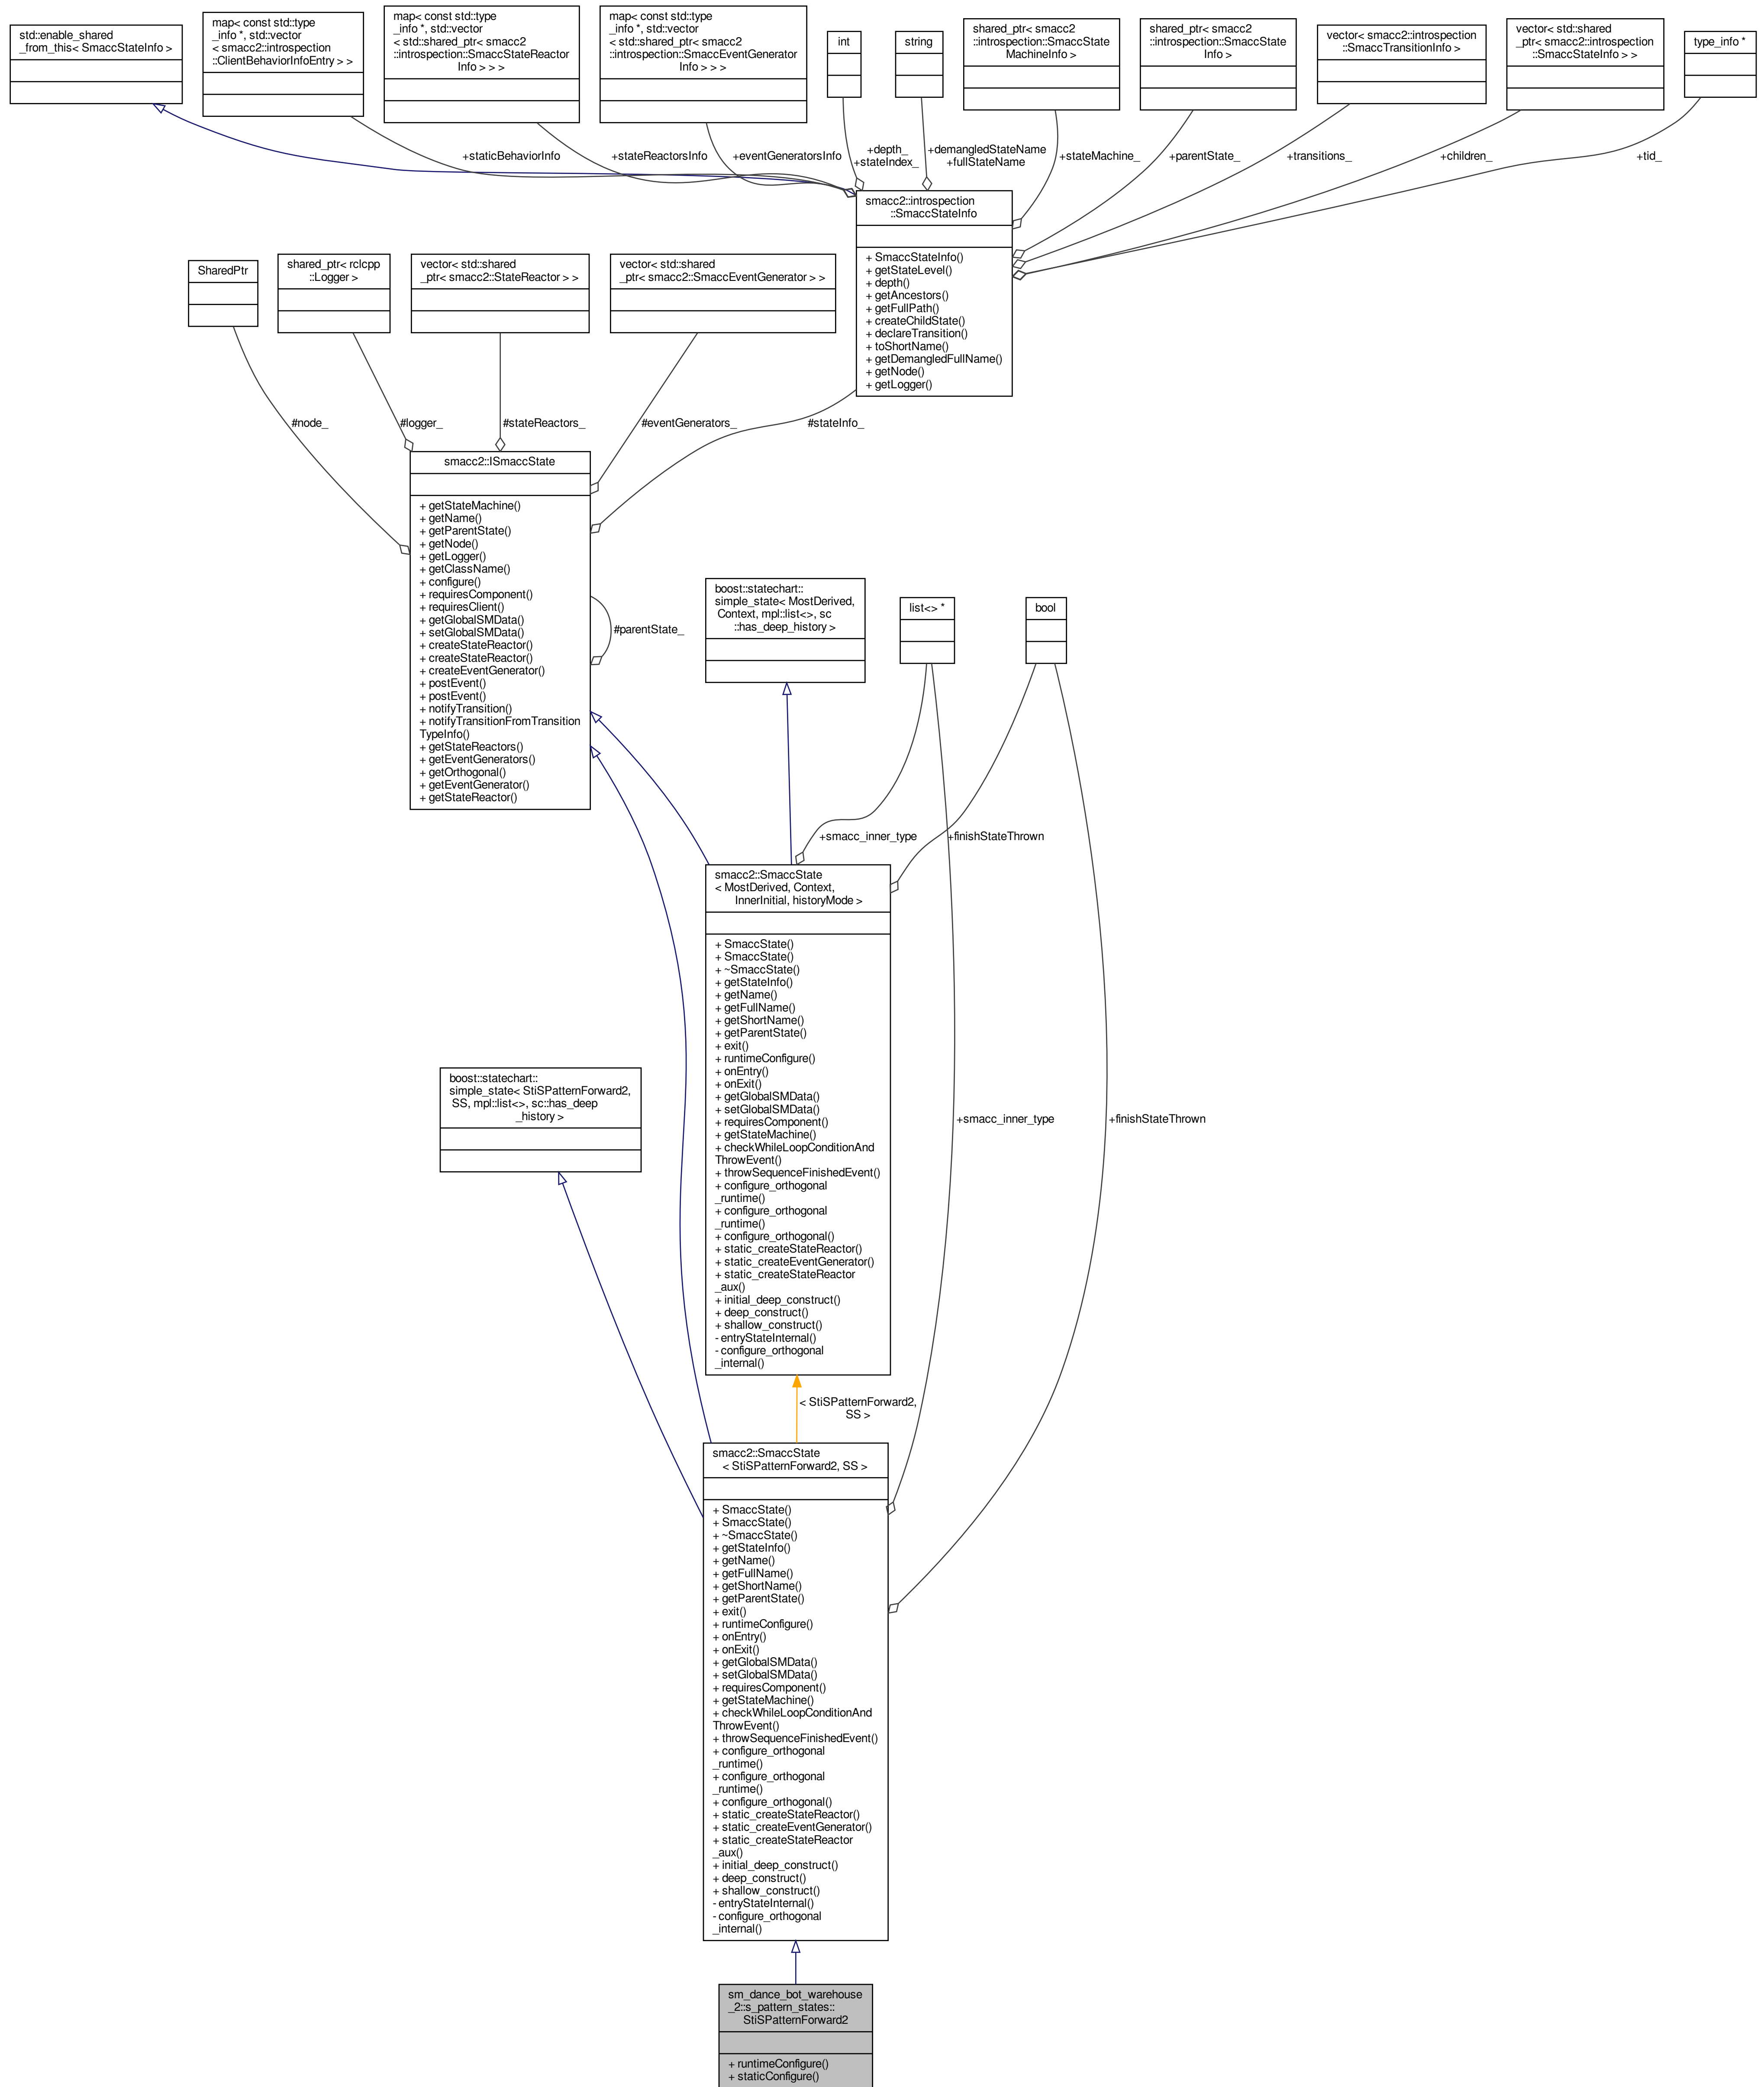 std::enable_shared
_from_this< SmaccStateInfo >
map< const std::type
_info *, std::vector
< smacc2::introspection
::ClientBehaviorInfoEntry > >
map< const std::type
_info *, std::vector
< std::shared_ptr< smacc2
::introspection::SmaccStateReactor
Info > > >
map< const std::type
_info *, std::vector
< std::shared_ptr< smacc2
::introspection::SmaccEventGenerator
Info > > >
int
string
shared_ptr< smacc2
::introspection::SmaccState
MachineInfo >
shared_ptr< smacc2
::introspection::SmaccState
Info >
vector< smacc2::introspection
::SmaccTransitionInfo >
vector< std::shared
_ptr< smacc2::introspection
::SmaccStateInfo > >
type_info *
+staticBehaviorInfo
+stateReactorsInfo
+eventGeneratorsInfo
+depth_
+stateIndex_
+demangledStateName
+fullStateName
+stateMachine_
+parentState_
+transitions_
+children_
+tid_
smacc2::introspection
::SmaccStateInfo
+ SmaccStateInfo()
+ getStateLevel()
+ depth()
+ getAncestors()
+ getFullPath()
+ createChildState()
+ declareTransition()
+ toShortName()
+ getDemangledFullName()
+ getNode()
+ getLogger()
SharedPtr
shared_ptr< rclcpp
::Logger >
vector< std::shared
_ptr< smacc2::StateReactor > >
vector< std::shared
_ptr< smacc2::SmaccEventGenerator > >
#node_
#logger_
#stateReactors_
#eventGenerators_
#stateInfo_
smacc2::ISmaccState
+ getStateMachine()
+ getName()
+ getParentState()
+ getNode()
+ getLogger()
+ getClassName()
+ configure()
+ requiresComponent()
+ requiresClient()
+ getGlobalSMData()
+ setGlobalSMData()
+ createStateReactor()
+ createStateReactor()
+ createEventGenerator()
+ postEvent()
+ postEvent()
+ notifyTransition()
+ notifyTransitionFromTransition
TypeInfo()
+ getStateReactors()
+ getEventGenerators()
+ getOrthogonal()
+ getEventGenerator()
+ getStateReactor()
#parentState_
boost::statechart::
simple_state< MostDerived,
Context, mpl::list<>, sc
::has_deep_history >
list<> *
bool
+smacc_inner_type
+finishStateThrown
smacc2::SmaccState
< MostDerived, Context,
InnerInitial, historyMode >
+ SmaccState()
+ SmaccState()
+ ~SmaccState()
+ getStateInfo()
+ getName()
+ getFullName()
+ getShortName()
+ getParentState()
+ exit()
+ runtimeConfigure()
+ onEntry()
+ onExit()
+ getGlobalSMData()
+ setGlobalSMData()
+ requiresComponent()
+ getStateMachine()
+ checkWhileLoopConditionAnd
ThrowEvent()
+ throwSequenceFinishedEvent()
+ configure_orthogonal
_runtime()
+ configure_orthogonal
_runtime()
+ configure_orthogonal()
+ static_createStateReactor()
+ static_createEventGenerator()
+ static_createStateReactor
_aux()
+ initial_deep_construct()
+ deep_construct()
+ shallow_construct()
- entryStateInternal()
- configure_orthogonal
_internal()
boost::statechart::
simple_state< StiSPatternForward2,
SS, mpl::list<>, sc::has_deep
_history >
+smacc_inner_type
+finishStateThrown
< StiSPatternForward2,
SS >
smacc2::SmaccState
< StiSPatternForward2, SS >
+ SmaccState()
+ SmaccState()
+ ~SmaccState()
+ getStateInfo()
+ getName()
+ getFullName()
+ getShortName()
+ getParentState()
+ exit()
+ runtimeConfigure()
+ onEntry()
+ onExit()
+ getGlobalSMData()
+ setGlobalSMData()
+ requiresComponent()
+ getStateMachine()
+ checkWhileLoopConditionAnd
ThrowEvent()
+ throwSequenceFinishedEvent()
+ configure_orthogonal
_runtime()
+ configure_orthogonal
_runtime()
+ configure_orthogonal()
+ static_createStateReactor()
+ static_createEventGenerator()
+ static_createStateReactor
_aux()
+ initial_deep_construct()
+ deep_construct()
+ shallow_construct()
- entryStateInternal()
- configure_orthogonal
_internal()
sm_dance_bot_warehouse
_2::s_pattern_states::
StiSPatternForward2
+ runtimeConfigure()
+ staticConfigure()